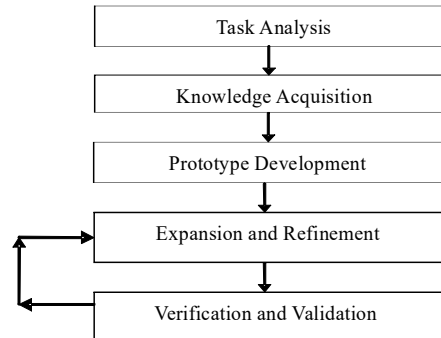 Task Analysis
Knowledge Acquisition
Prototype Development
Expansion and Refinement
Verification and Validation